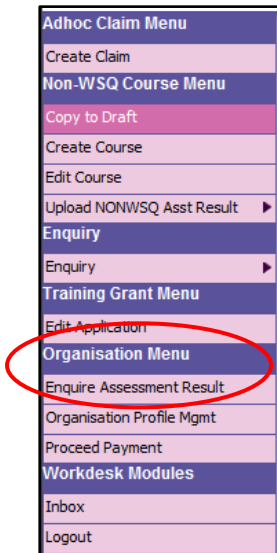 Adhoc Claim Menu
Create Claim
Non-WSQ Course Menu
Copy to Draft
Create Course
Edit Course
Upload NONWSQ Asst Result
Enquiry
Enquiry
Training Grant Menu
Edit Application
Organisation Menu
Enquire Assessment Result
Organisation Profile Mgmt
Proceed Payment
Workdesk Modules
Inbox
Logout